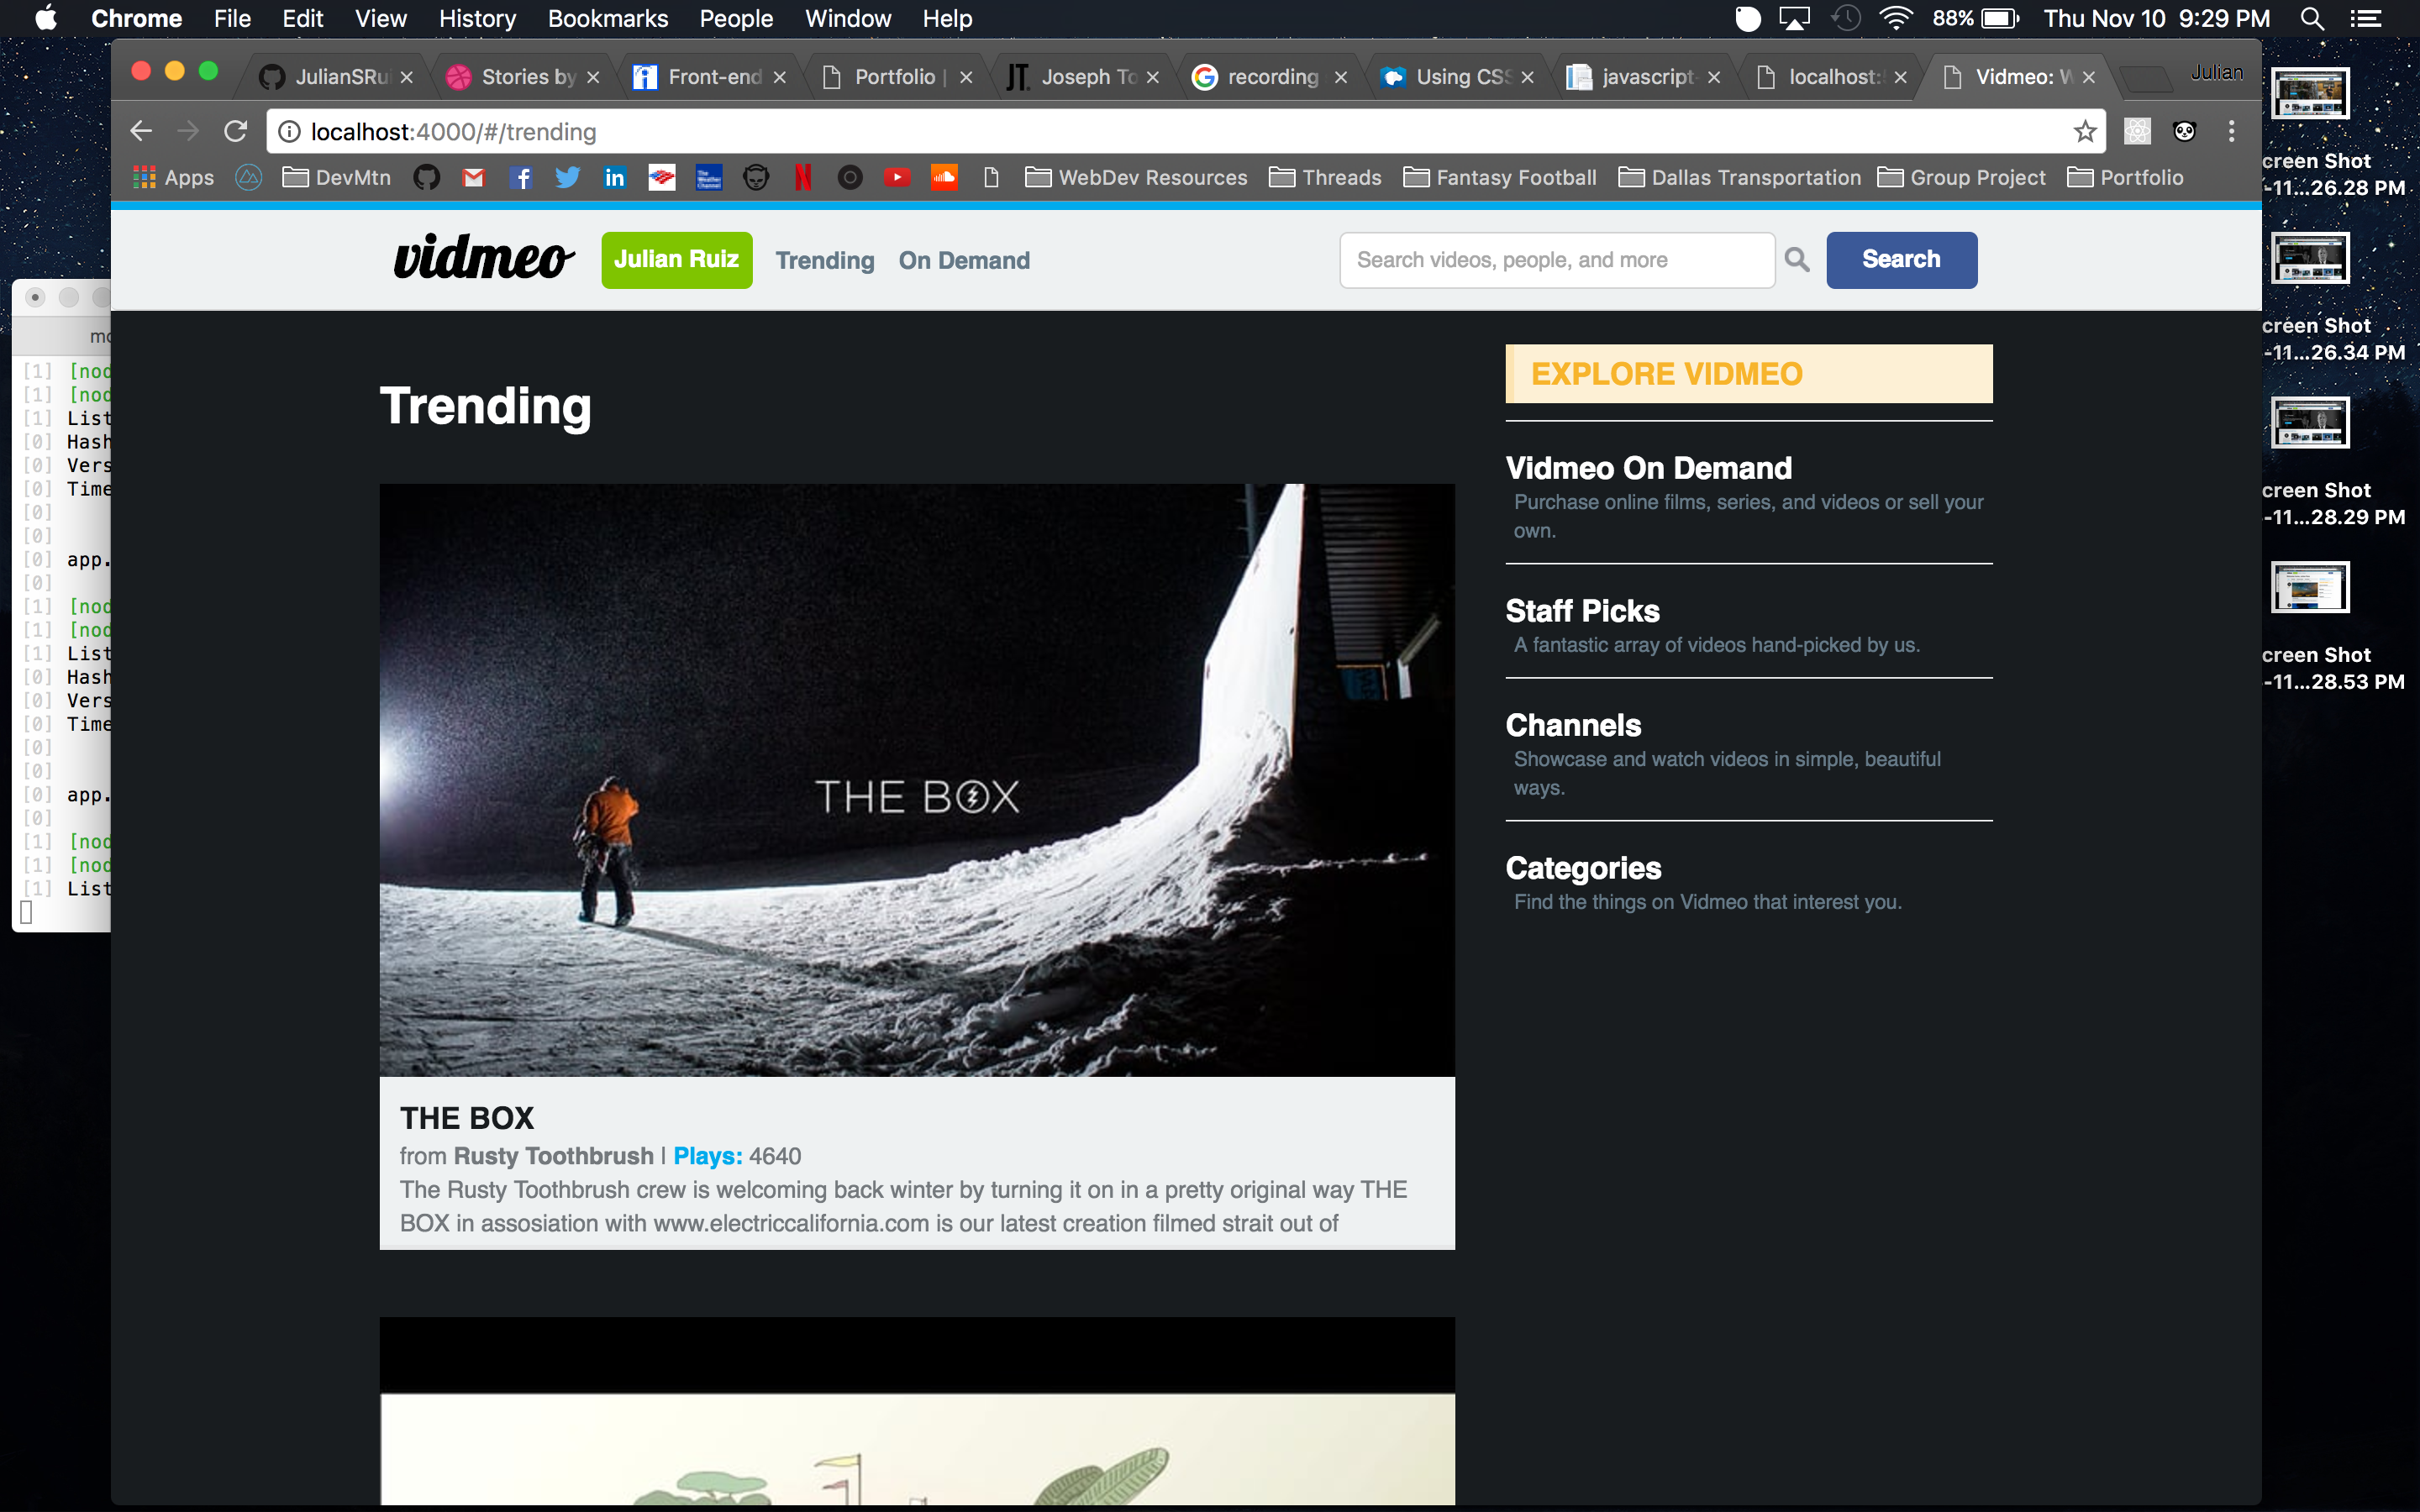 Chrome File Edit View History Bookmarks People Window Help 88% Thu Nov 10 9:29 PM
JulianSRui Stories by Front-end Portfolio | Joseph To recording Using CSS javascript- localhost: Vidmeo: W Julian
localhost:4000/#/trending
Apps DevMtn WebDev Resources Threads Fantasy Football Dallas Transportation Group Project Portfolio
vidmeo Julian Ruiz Trending On Demand Search videos, people, and more Search
Trending
THE BOX
THE BOX
from Rusty Toothbrush | Plays: 4640
The Rusty Toothbrush crew is welcoming back winter by turning it on in a pretty original way THE
BOX in assosiation with www.electriccalifornia.com is our latest creation filmed strait out of
EXPLORE VIDMEO
Vidmeo On Demand
Purchase online films, series, and videos or sell your
own.
Staff Picks
A fantastic array of videos hand-picked by us.
Channels
Showcase and watch videos in simple, beautiful
ways.
Categories
Find the things on Vidmeo that interest you.
creen Shot
-11...26.28 PM
creen Shot
-11...26.34 PM
creen Shot
-11...28.29 PM
creen Shot
-11...28.53 PM
mo
[1] [nod
[1] [nod
[1] List
[0] Hash
[0] Vers
[0] Time
[0]
[0]
[0] app.
[0]
[1] [nod
[1] [nod
[1] List
[0] Hash
[0] Vers
[0] Time
[0]
[0]
[0] app.
[0]
[1] [nod
[1] [nod
[1] List